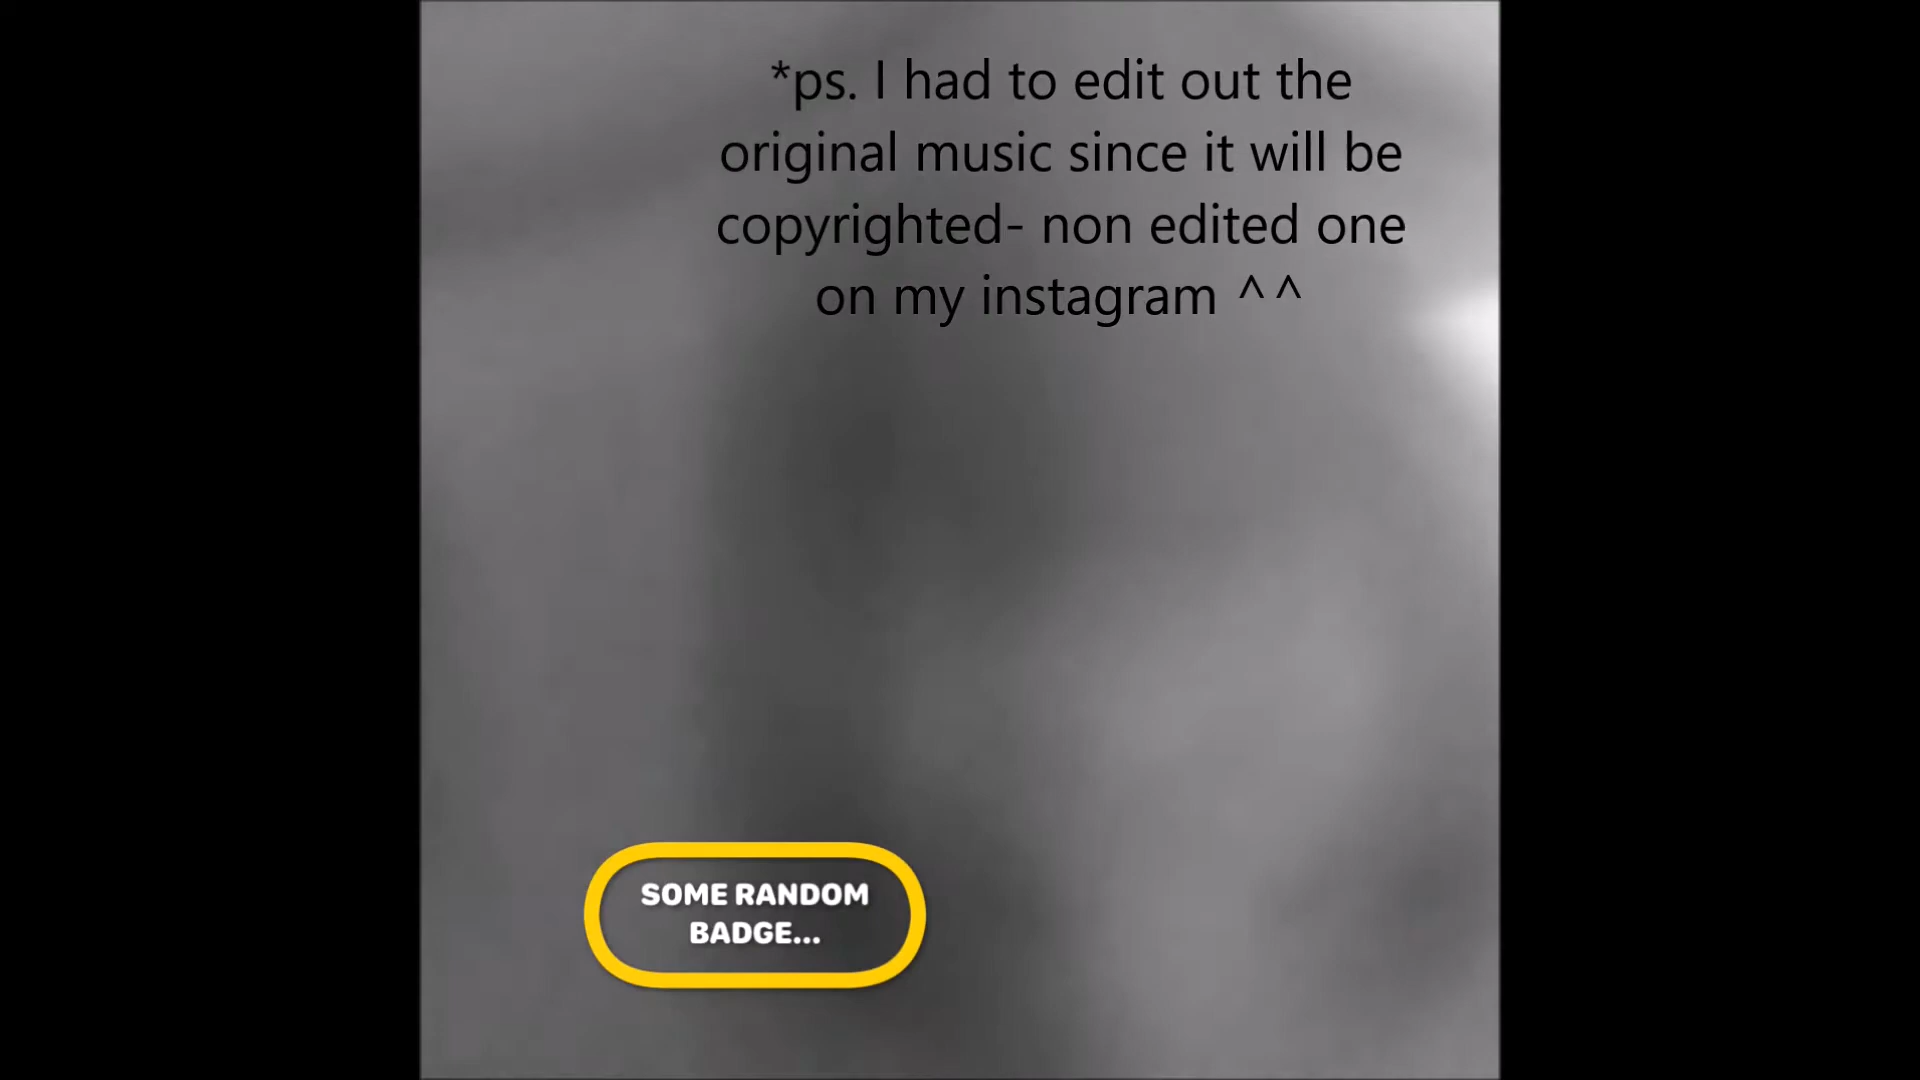 *ps. I had to edit out the
original music since it will be
copyrighted- non edited one
on my instagram ^^
SOME RANDOM
BADGE...